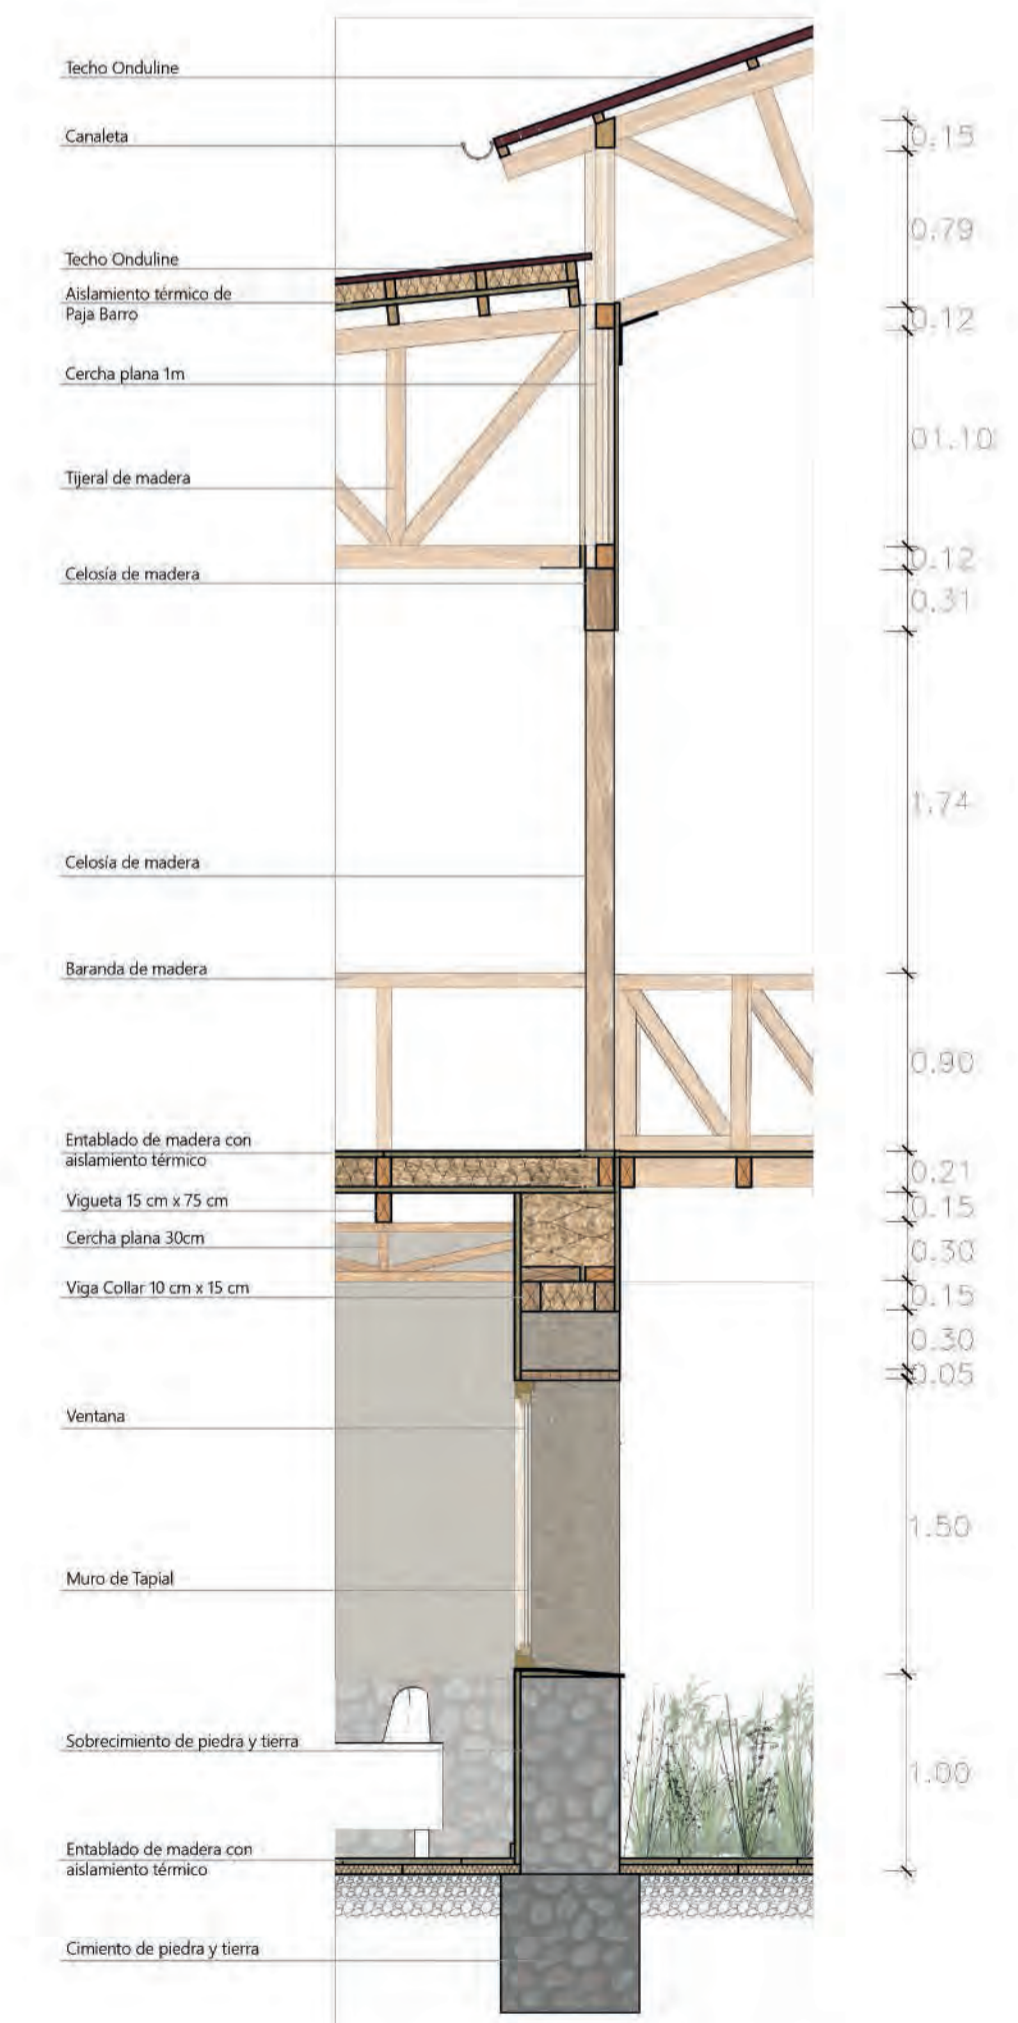 Techo Onduline
Canaleta
Techo Onduline
Aislamiento térmico de
Paja Barro
Cercha plana 1m
Tijeral de madera
Celosía de madera
Celosía de madera
Baranda de madera
Entablado de madera con
aislamiento térmico
Vigueta 15 cm x 75 cm
Cercha plana 30cm
Viga Collar 10 cm x 15 cm
Ventana
Muro de Tapial
Sobrecimiento de piedra y tierra
Entablado de madera con
aislamiento térmico
Cimiento de piedra y tierra
0.15
0.79
0.12
01.10
0.12
0.31
1.74
0.90
0.21
0.15
0.30
0.15
0.30
0.05
1.50
1.00